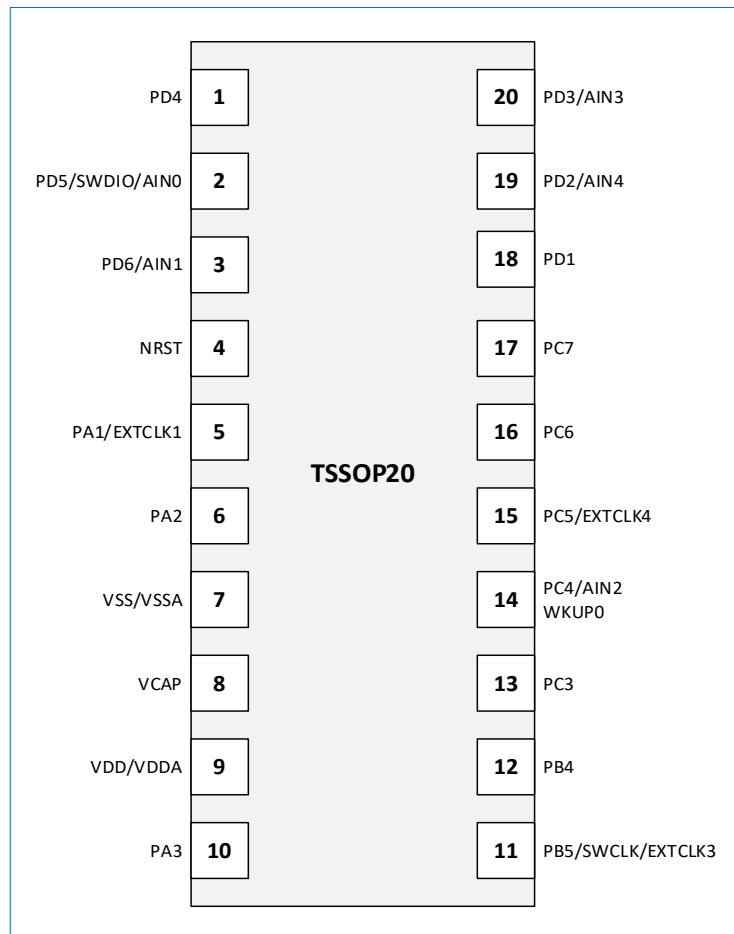 PD4 1
PD5/SWDIO/AIN0 2
PD6/AIN1 3
NRST 4
PA1/EXTCLK1 5
PA2 6
VSS/VSSA 7
VCAP 8
VDD/VDDA 9
PA3 10
TSSOP20
20 PD3/AIN3
19 PD2/AIN4
18 PD1
17 PC7
16 PC6
15 PC5/EXTCLK4
14 PC4/AIN2
WKUP0
13 PC3
12 PB4
11 PB5/SWCLK/EXTCLK3